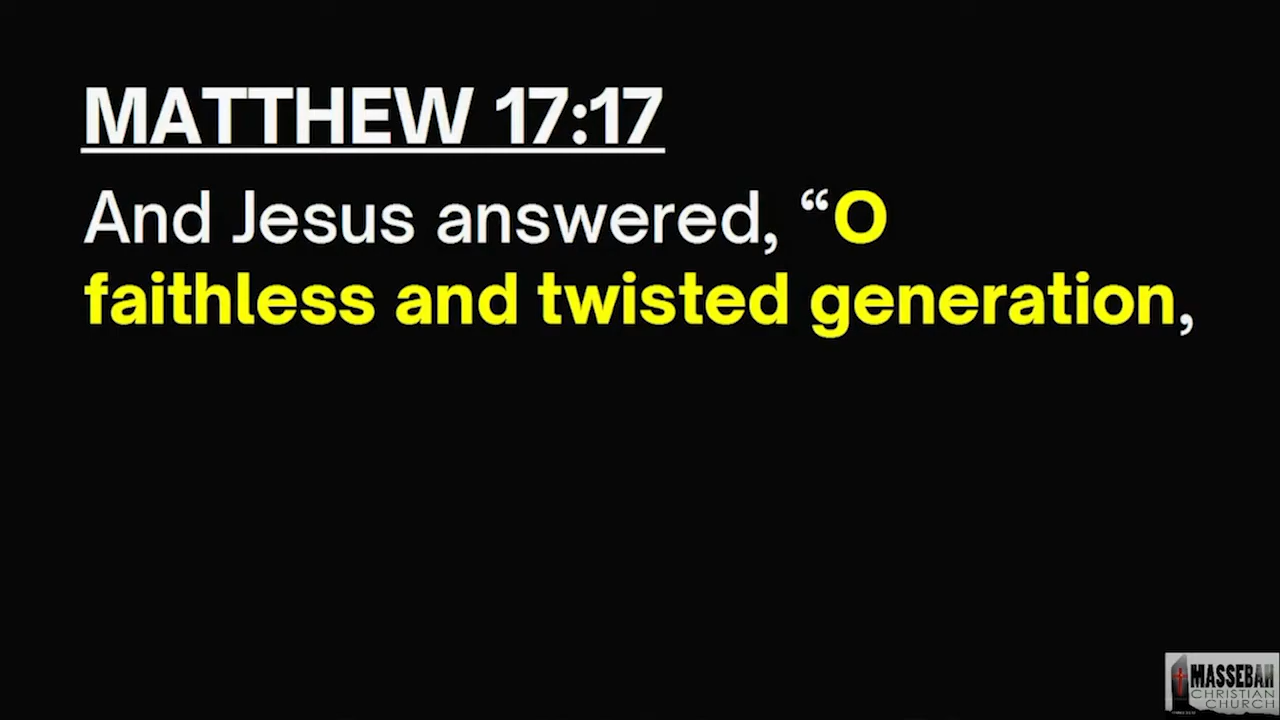 MATTHEW 17:17
And Jesus answered, “O
faithless and twisted generation,
MASSEBAH
CHRISTIAN
CHURCH